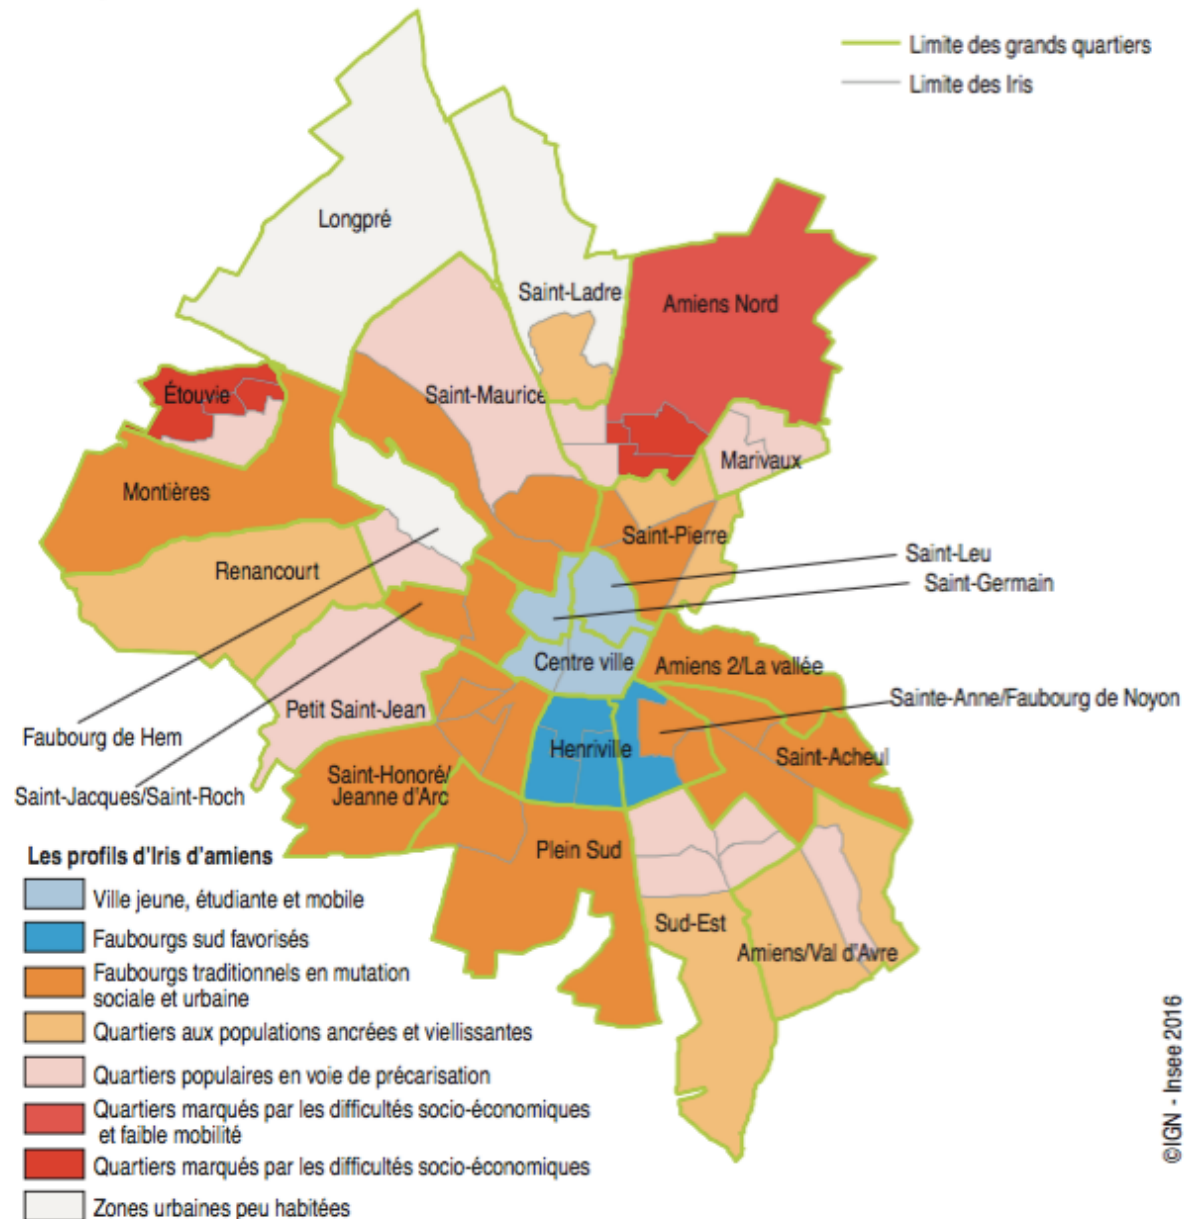 Limite des grands quartiers
Limite des Iris
Longpré
Saint-Ladre
Amiens Nord
Étouvie
Saint-Maurice
Marivaux
Montières
Saint-Pierre
Saint-Leu
Renancourt
Saint-Germain
Centre ville
Amiens 2/La vallée
Sainte-Anne/Faubourg de Noyon
Petit Saint-Jean
Faubourg de Hem
Henriville
Saint-Acheul
Saint-Honoré/
Jeanne d'Arc
Saint-Jacques/Saint-Roch
Plein Sud
Sud-Est
Amiens/Val d'Avre
Les profils d'Iris d'amiens
Ville jeune, étudiante et mobile
Faubourgs sud favorisés
Faubourgs traditionnels en mutation
sociale et urbaine
Quartiers aux populations ancrées et viellissantes
Quartiers populaires en voie de précarisation
Quartiers marqués par les difficultés socio-économiques
et faible mobilité
Quartiers marqués par les difficultés socio-économiques
Zones urbaines peu habitées
©IGN - Insee 2016